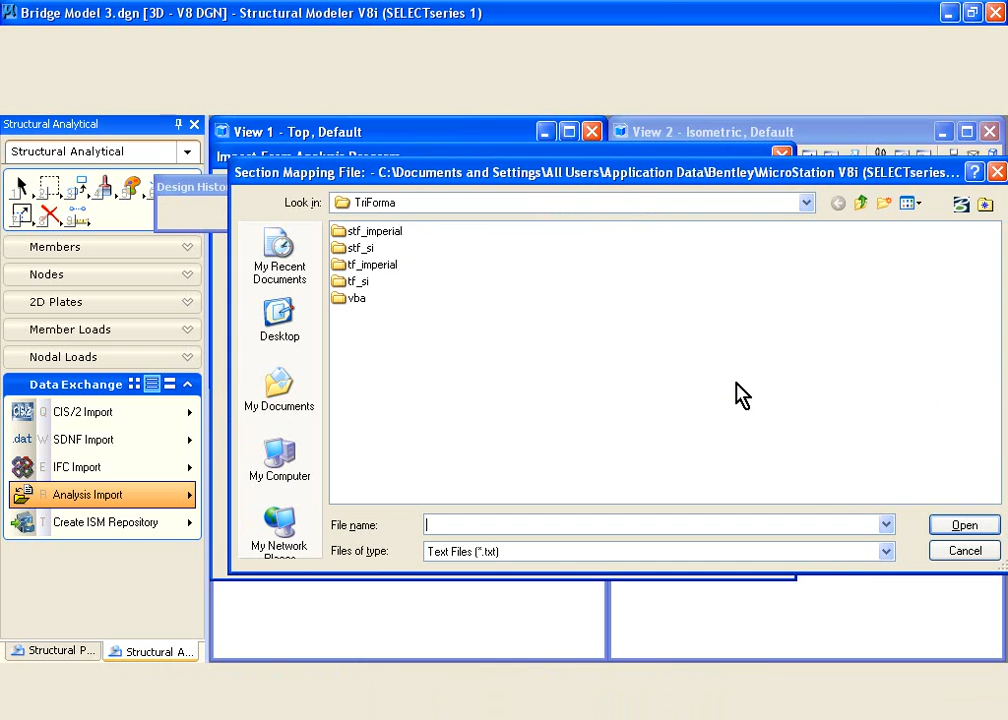 Bridge Model 3.dgn [3D - V8 DGN] - Structural Modeler V8i (SELECTseries 1)
Structural Analytical
View 1 - Top, Default
View 2 - Isometric, Default
Structural Analytical
Section Mapping File: - C:\Documents and Settings\All Users\Application Data\Bentley\MicroStation V8i (SELECTseries...
Design Histo
Look in:
TriForma
stf_imperial
stf_si
tf_imperial
tf_si
vba
My Recent
Documents
Desktop
My Documents
My Computer
My Network
Members
Nodes
2D Plates
Member Loads
Nodal Loads
Data Exchange
Q CIS/2 Import
.dat W SDNF Import
E IFC Import
R Analysis Import
T Create ISM Repository
File name:
Open
Files of type:
Text Files (*.txt)
Cancel
Structural P...
Structural A...